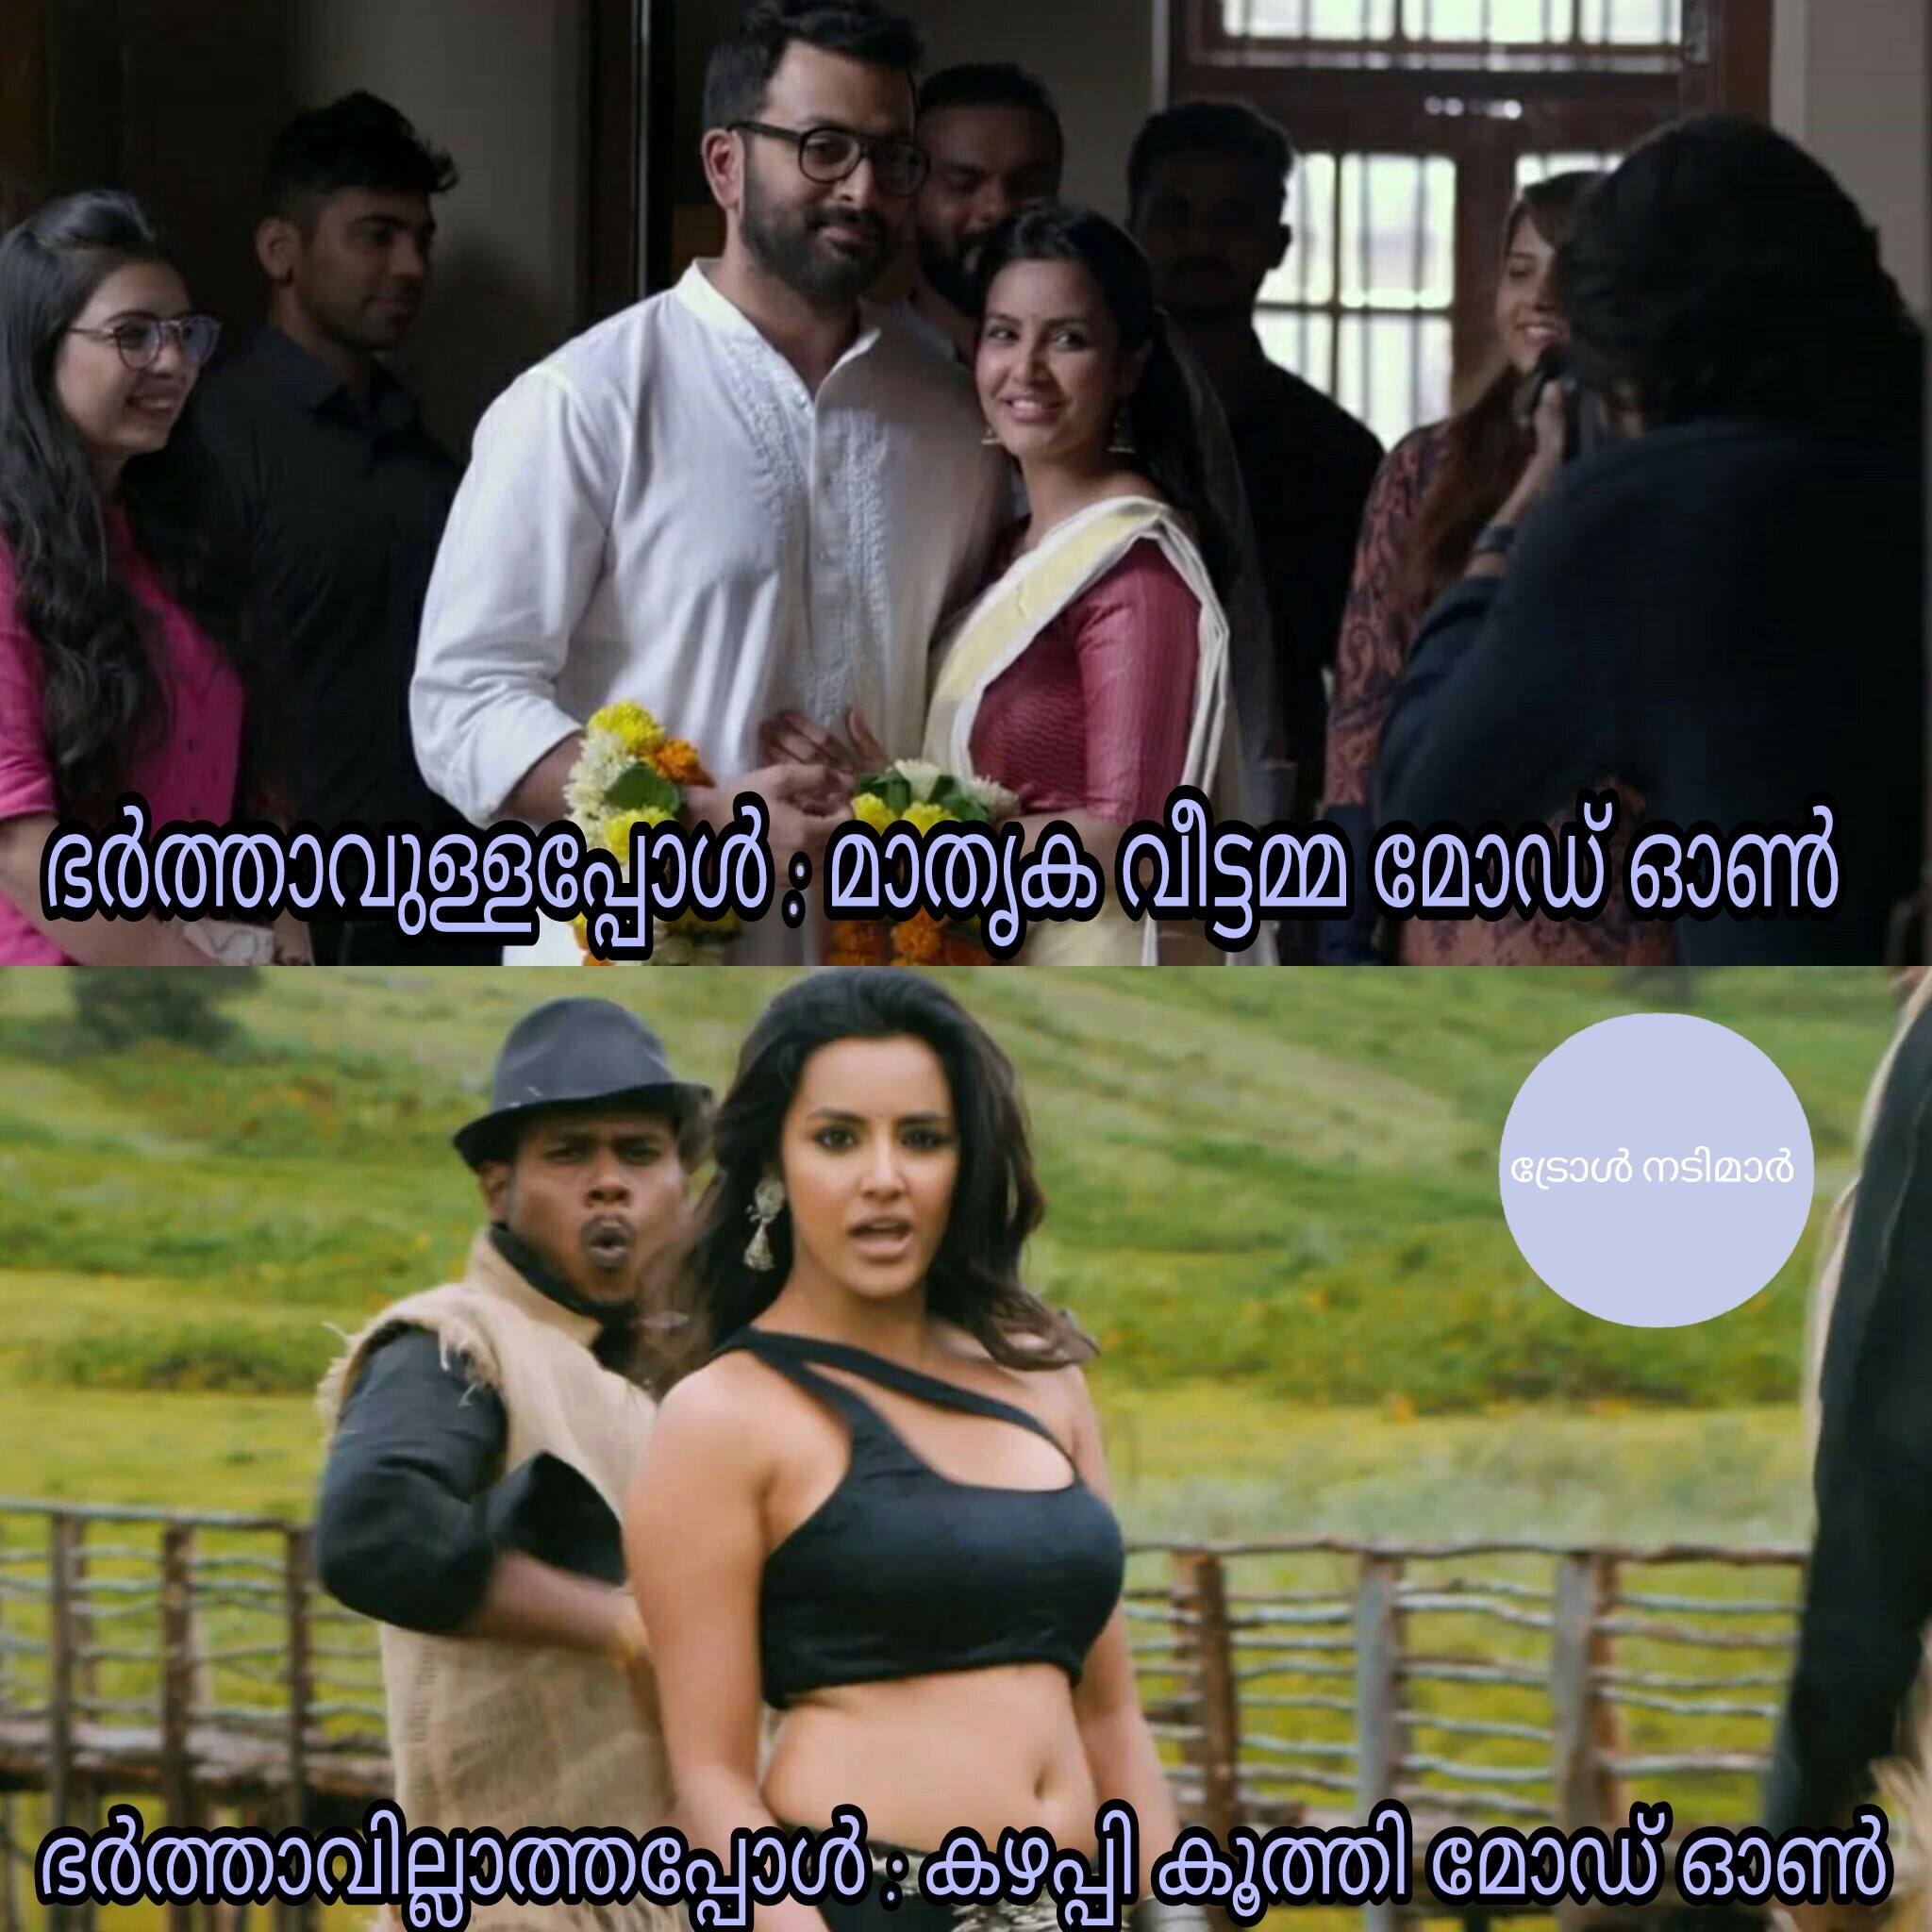 ഭർത്താവുള്ളപ്പോൾ : മാതൃക വീട്ടമ്മ മോഡ് ഓൺ
ട്രോൾ നടിമാർ
ഭർത്താവില്ലാത്തപ്പോൾ : കഴപ്പി കൂത്തി മോഡ് ഓൺ